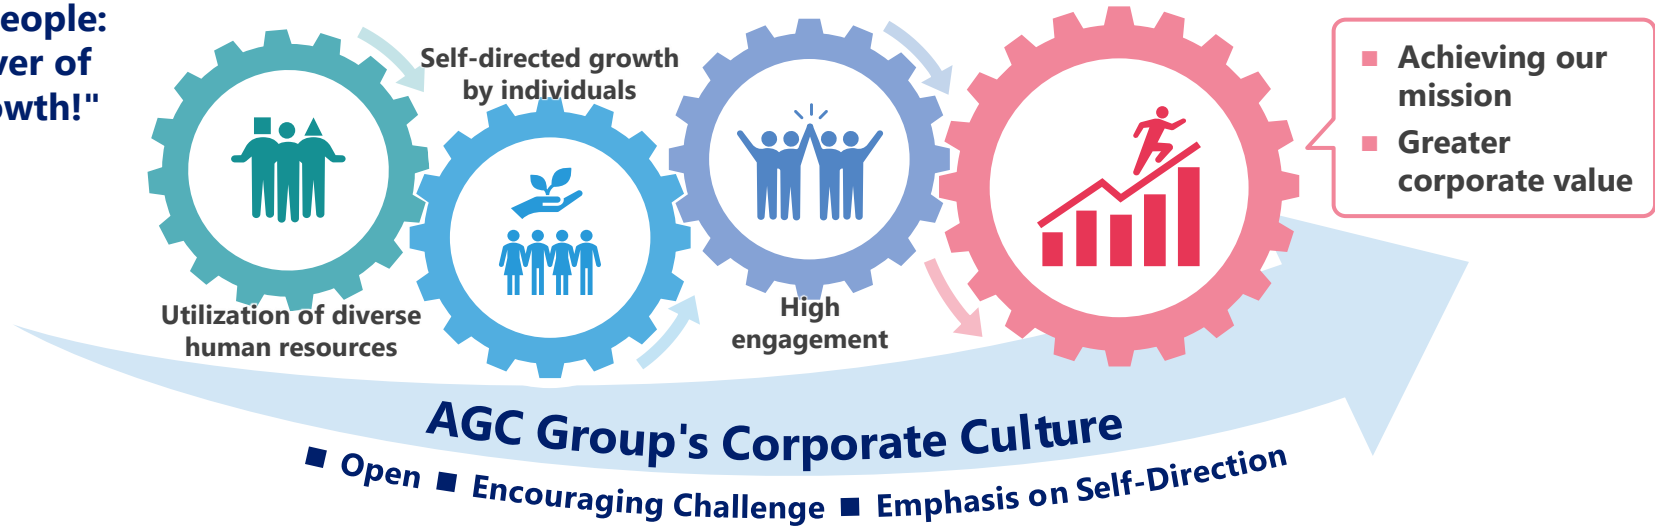 eople:
ver of
owth!"
Self-directed growth
by individuals
Utilization of diverse
human resources
High
engagement
■ Achieving our
mission
■ Greater
corporate value
AGC Group's Corporate Culture
■ Open ■ Encouraging Challenge ■ Emphasis on Self-Direction